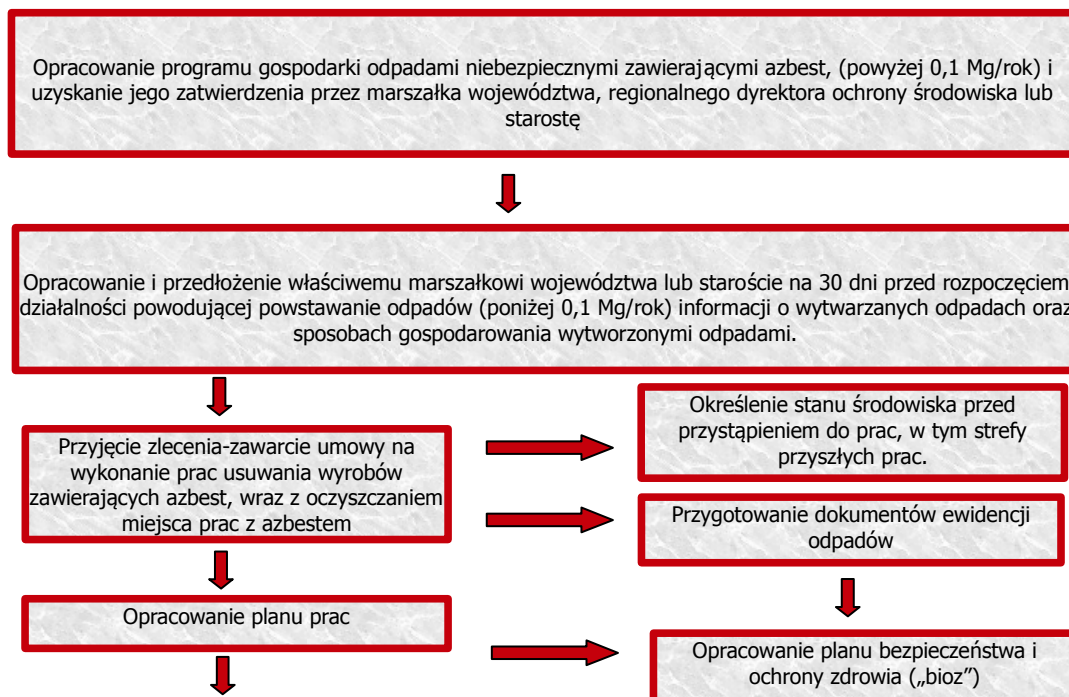 Opracowanie programu gospodarki odpadami niebezpiecznymi zawierającymi azbest, (powyżej 0,1 Mg/rok) i
uzyskanie jego zatwierdzenia przez marszałka województwa, regionalnego dyrektora ochrony środowiska lub
starostę
Opracowanie i przedłożenie właściwemu marszałkowi województwa lub staroście na 30 dni przed rozpoczęciem
działalności powodującej powstawanie odpadów (poniżej 0,1 Mg/rok) informacji o wytwarzanych odpadach oraz
sposobach gospodarowania wytworzonymi odpadami.
Przyjęcie zlecenia-zawarcie umowy na
wykonanie prac usuwania wyrobów
zawierających azbest, wraz z oczyszczaniem
miejsca prac z azbestem
Określenie stanu środowiska przed
przystąpieniem do prac, w tym strefy
przyszłych prac.
Przygotowanie dokumentów ewidencji
odpadów
Opracowanie planu prac
Opracowanie planu bezpieczeństwa i
ochrony zdrowia („bioz”)